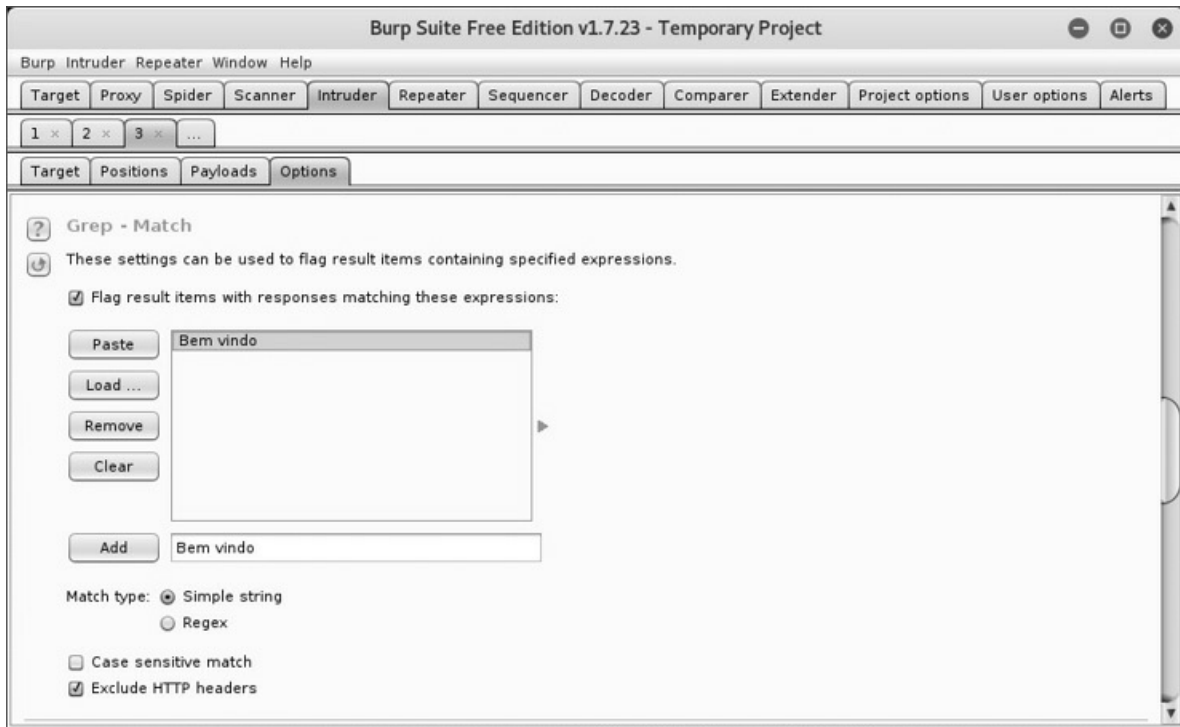 Burp Suite Free Edition v1.7.23 - Temporary Project
Burp Intruder Repeater Window Help
Target Proxy Spider Scanner Intruder Repeater Sequencer Decoder Comparer Extender Project options User options Alerts
1 × 2 × 3 × ...
Target Positions Payloads Options
? Grep - Match
These settings can be used to flag result items containing specified expressions.
Flag result items with responses matching these expressions:
Paste Bem vindo
Load ...
Remove
Clear
Add Bem vindo
Match type: Simple string
Regex
Case sensitive match
Exclude HTTP headers